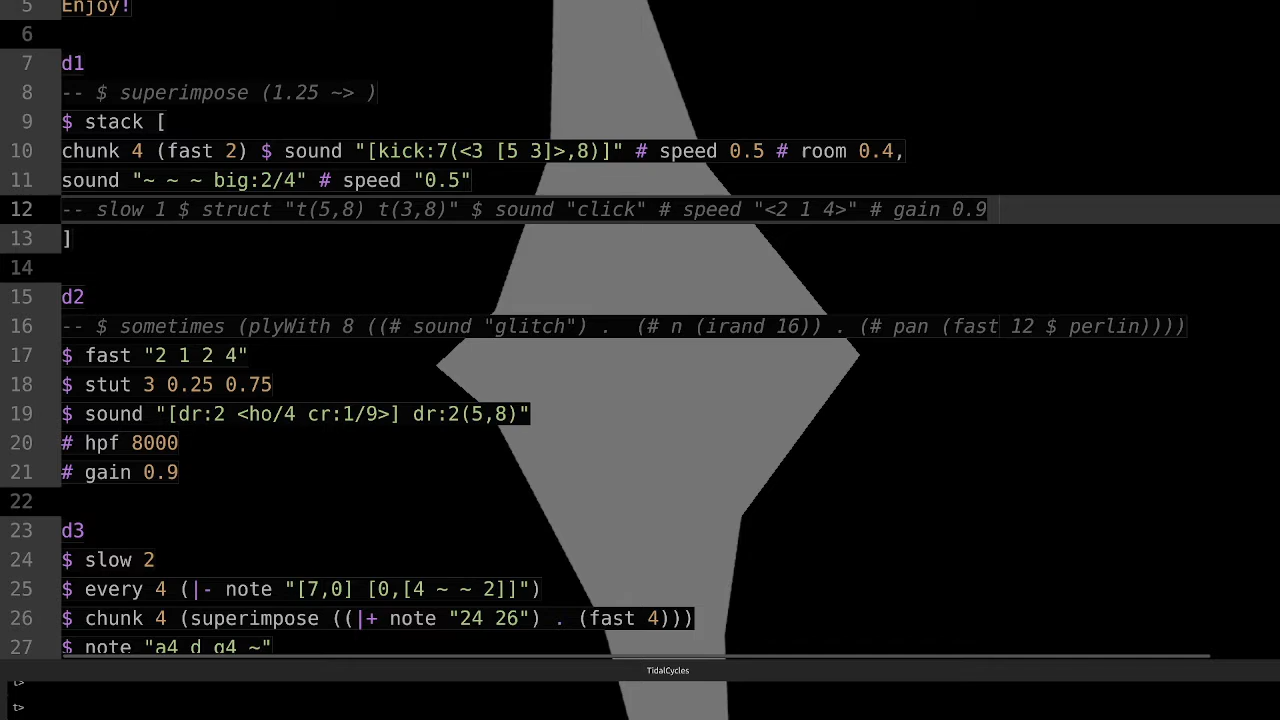 5 Enjoy!
6
7 d1
8 -- $ superimpose (1.25 ~> )
9 $ stack [
10 chunk 4 (fast 2) $ sound "[kick:7(<3 [5 3]>,8)]" # speed 0.5 # room 0.4,
11 sound "~ ~ ~ big:2/4" # speed "0.5"
12 -- slow 1 $ struct "t(5,8) t(3,8)" $ sound "click" # speed "<2 1 4>" # gain 0.9
13 ]
14
15 d2
16 -- $ sometimes (plyWith 8 ((# sound "glitch") .  (# n (irand 16)) . (# pan (fast 12 $ perlin))))
17 $ fast "2 1 2 4"
18 $ stut 3 0.25 0.75
19 $ sound "[dr:2 <ho/4 cr:1/9>] dr:2(5,8)"
20 # hpf 8000
21 # gain 0.9
22
23 d3
24 $ slow 2
25 $ every 4 (|- note "[7,0] [0,[4 ~ ~ 2]]")
26 $ chunk 4 (superimpose ((|+ note "24 26") . (fast 4)))
27 $ note "a4 d g4 ~"
TidalCycles
t>
t>